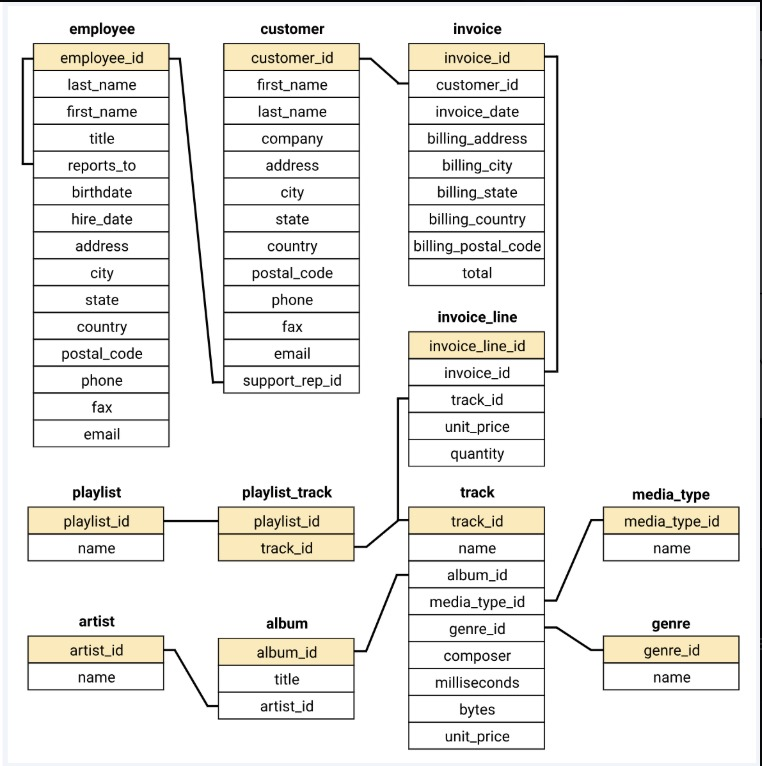 employee
employee_id
last_name
first_name
title
reports_to
birthdate
hire_date
address
city
state
country
postal_code
phone
fax
email
customer
customer_id
first_name
last_name
company
address
city
state
country
postal_code
phone
fax
email
support_rep_id
invoice
invoice_id
customer_id
invoice_date
billing_address
billing_city
billing_state
billing_country
billing_postal_code
total
invoice_line
invoice_line_id
invoice_id
track_id
unit_price
quantity
playlist
playlist_id
name
playlist_track
playlist_id
track_id
track
track_id
name
album_id
media_type_id
genre_id
composer
milliseconds
bytes
unit_price
media_type
media_type_id
name
artist
artist_id
name
album
album_id
title
artist_id
genre
genre_id
name